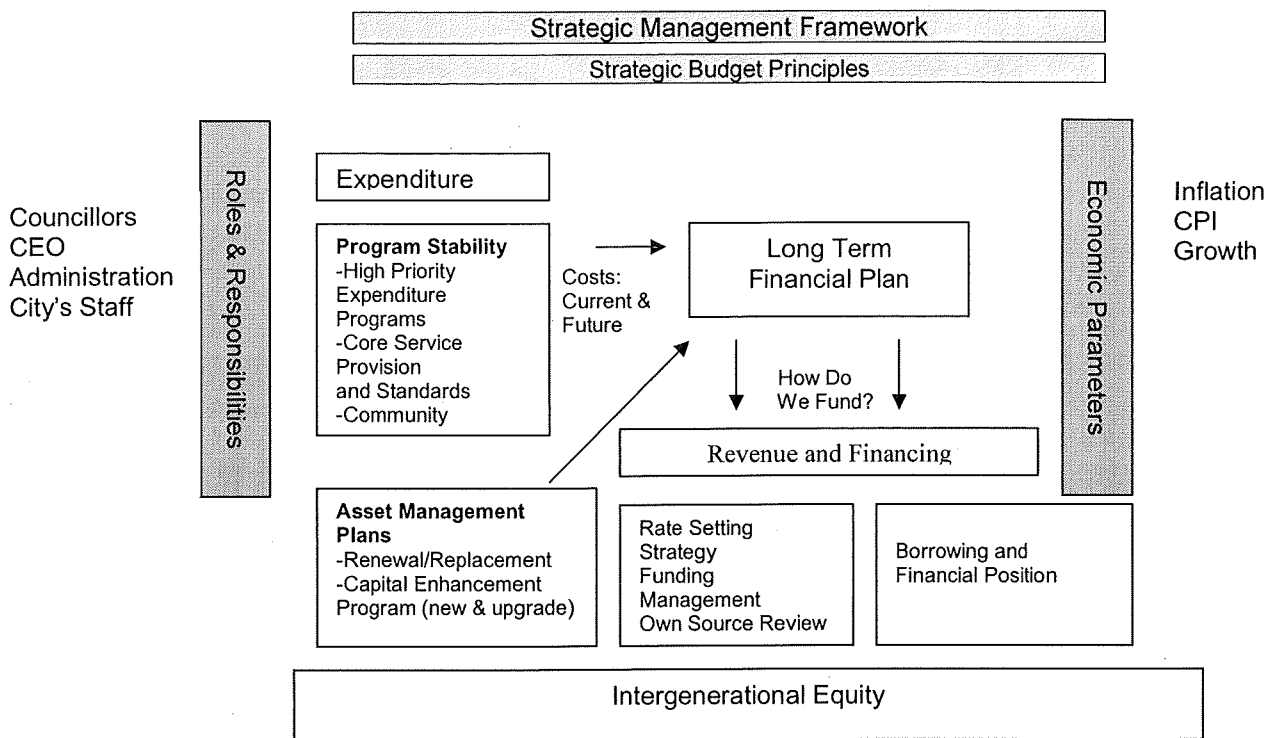 Strategic Management Framework
Strategic Budget Principles
Councillors
CEO
Administration
City's Staff
Roles & Responsibilities
Expenditure
Program Stability
-High Priority
Expenditure
Programs
-Core Service
Provision
and Standards
-Community
Costs:
Current &
Future
Long Term
Financial Plan
How Do
We Fund?
Revenue and Financing
Economic Parameters
Inflation
CPI
Growth
Asset Management
Plans
-Renewal/Replacement
-Capital Enhancement
Program (new & upgrade)
Rate Setting
Strategy
Funding
Management
Own Source Review
Borrowing and
Financial Position
Intergenerational Equity